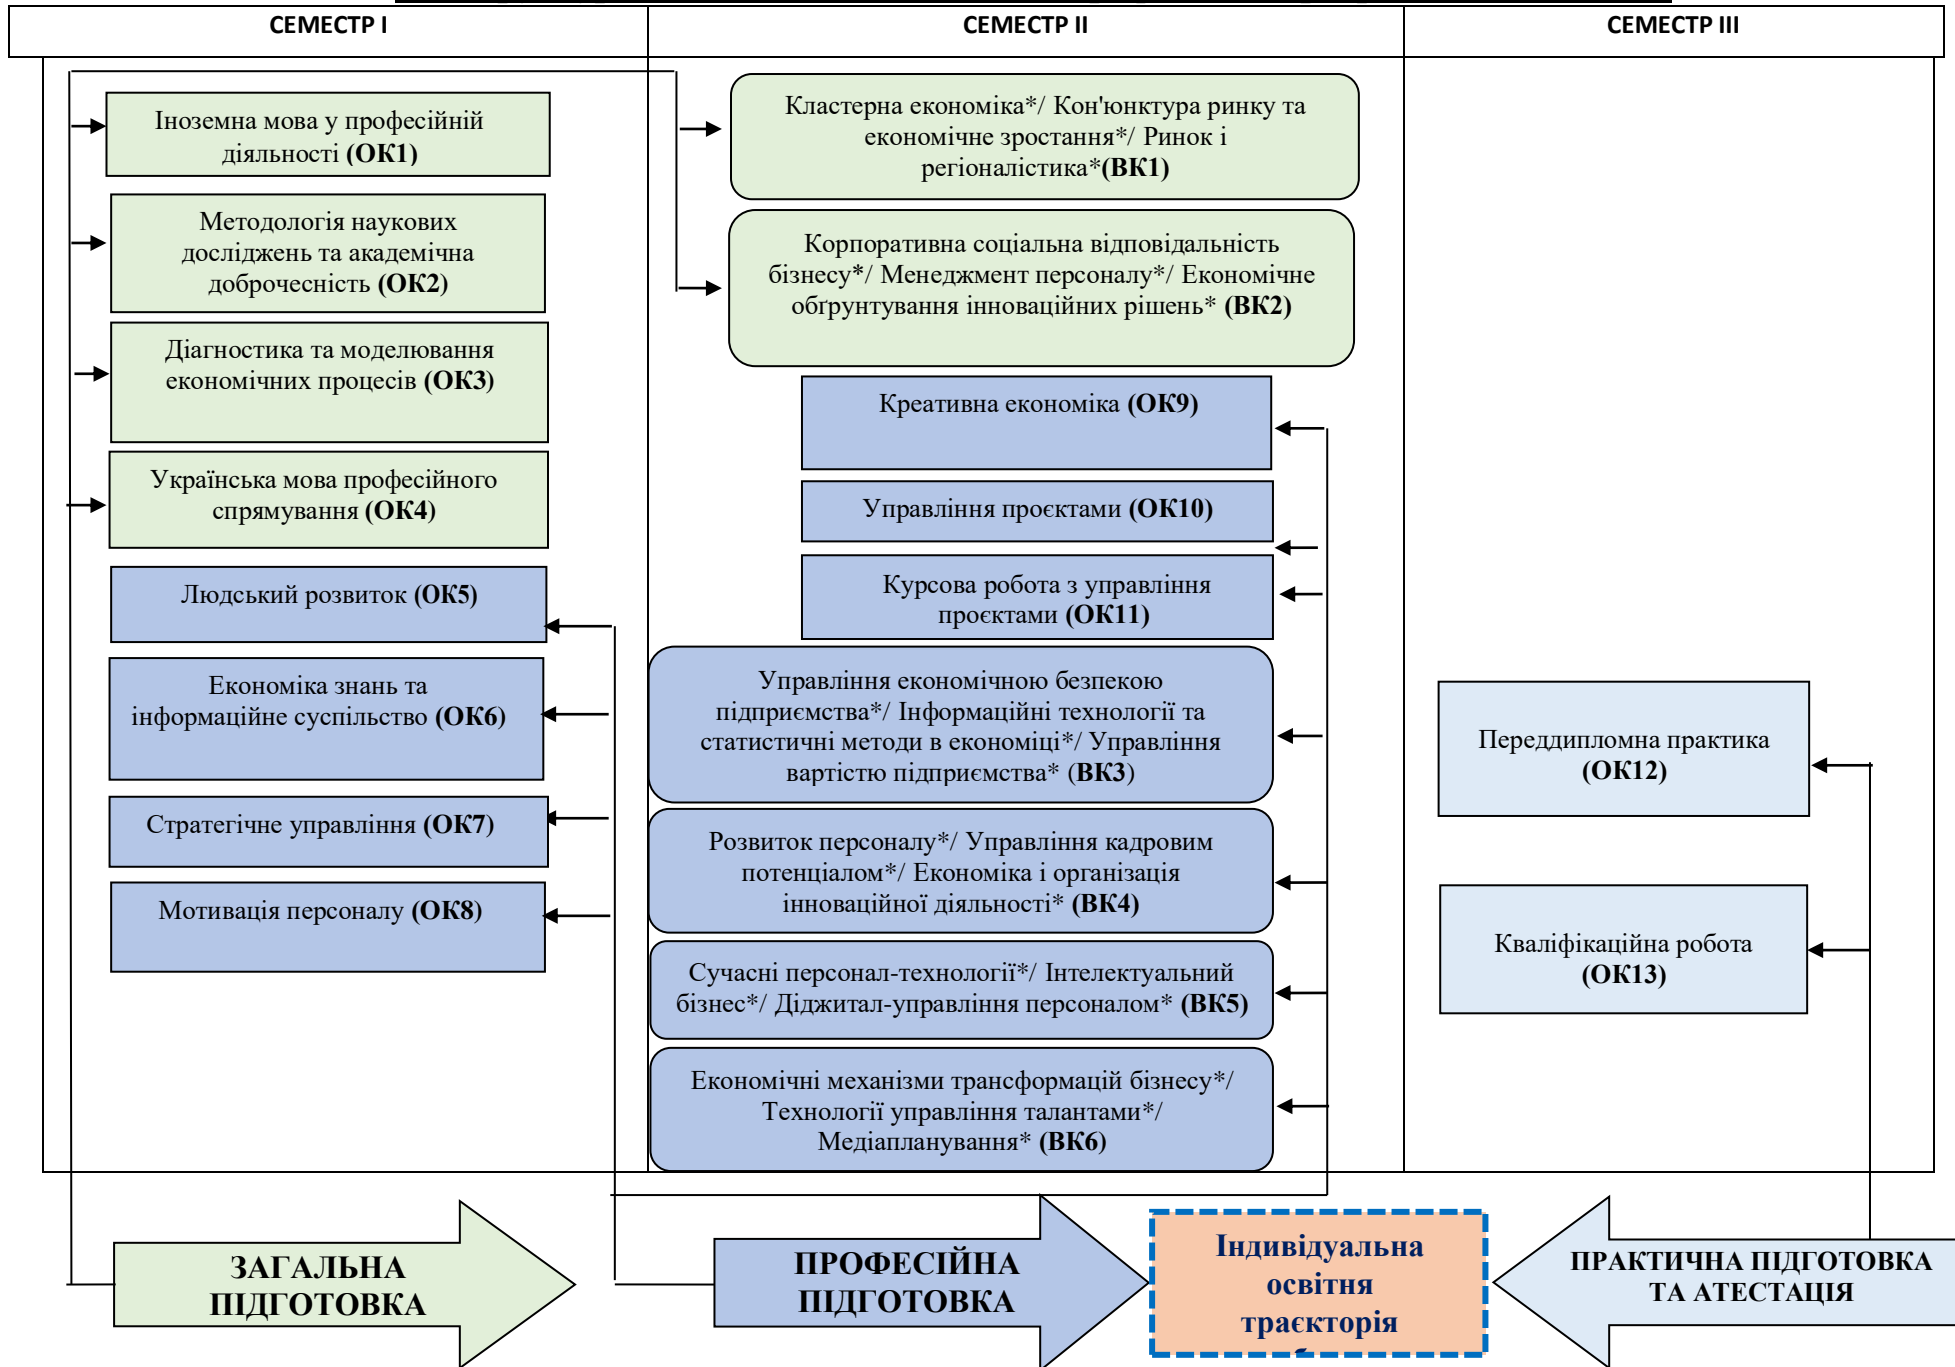 СЕМЕСТР І
СЕМЕСТР ІІ
СЕМЕСТР ІІІ
Іноземна мова у професійній
діяльності (ОК1)
Методологія наукових
досліджень та академічна
доброчесність (ОК2)
Діагностика та моделювання
економічних процесів (ОК3)
Українська мова професійного
спрямування (ОК4)
Людський розвиток (ОК5)
Економіка знань та
інформаційне суспільство (ОК6)
Стратегічне управління (ОК7)
Мотивація персоналу (ОК8)
Кластерна економіка*/ Кон'юнктура ринку та
економічне зростання*/ Ринок і
регіоналістика*(ВК1)
Корпоративна соціальна відповідальність
бізнесу*/ Менеджмент персоналу*/ Економічне
обґрунтування інноваційних рішень* (ВК2)
Креативна економіка (ОК9)
Управління проєктами (ОК10)
Курсова робота з управління
проєктами (ОК11)
Управління економічною безпекою
підприємства*/ Інформаційні технології та
статистичні методи в економіці*/ Управління
вартістю підприємства* (ВК3)
Розвиток персоналу*/ Управління кадровим
потенціалом*/ Економіка і організація
інноваційної діяльності* (ВК4)
Сучасні персонал-технології*/ Інтелектуальний
бізнес*/ Діджитал-управління персоналом* (ВК5)
Економічні механізми трансформацій бізнесу*/
Технології управління талантами*/
Медіапланування* (ВК6)
Переддипломна практика
(ОК12)
Кваліфікаційна робота
(ОК13)
ЗАГАЛЬНА
ПІДГОТОВКА
ПРОФЕСІЙНА
ПІДГОТОВКА
Індивідуальна
освітня
траєкторія
ПРАКТИЧНА ПІДГОТОВКА
ТА АТЕСТАЦІЯ